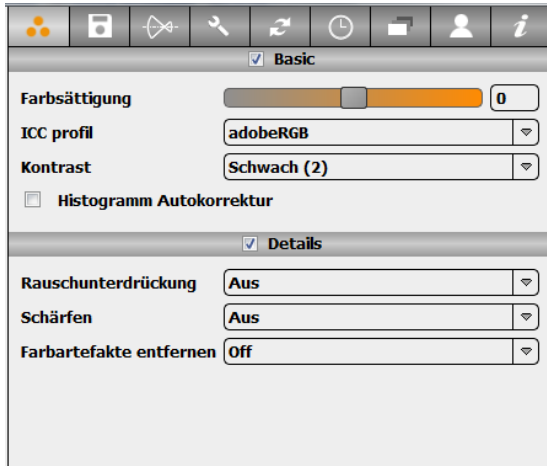 Basic
Farbsättigung 0
ICC profil adobeRGB
Kontrast Schwach (2)
Histogramm Autokorrektur
Details
Rauschunterdrückung Aus
Schärfen Aus
Farbartefakte entfernen Off